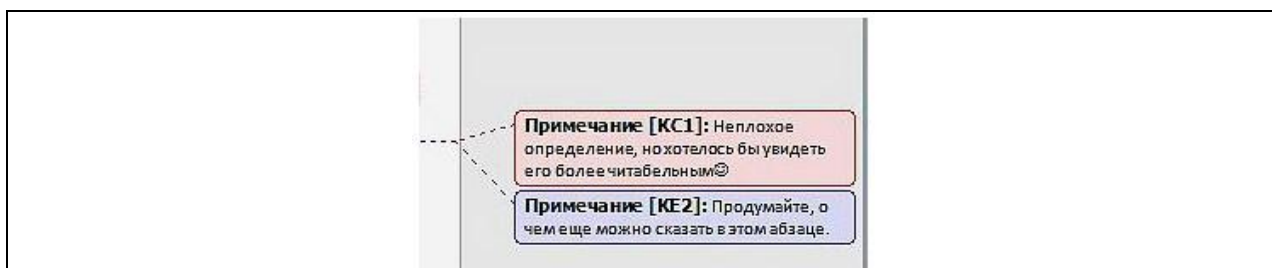 Примечание [КС1]: Неплохое
определение, но хотелось бы увидеть
его более читабельным☺
Примечание [КЕ2]: Продумайте, о
чем еще можно сказать в этом абзаце.